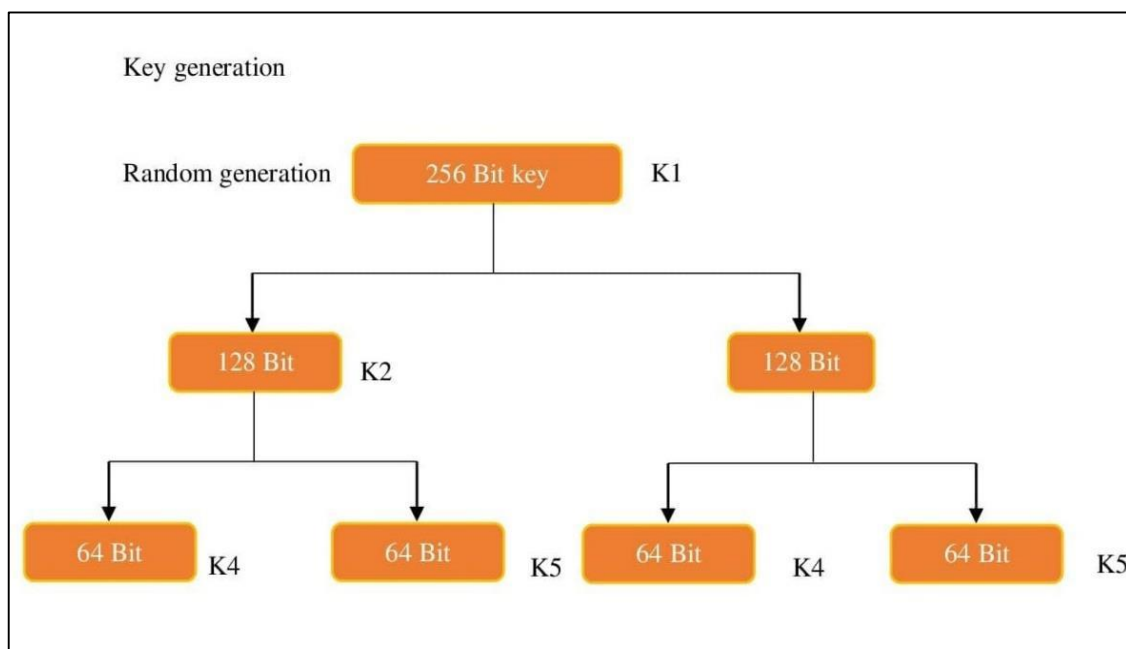 Key generation
Random generation 256 Bit key K1
128 Bit K2 128 Bit
64 Bit K4 64 Bit K5 64 Bit K4 64 Bit K5